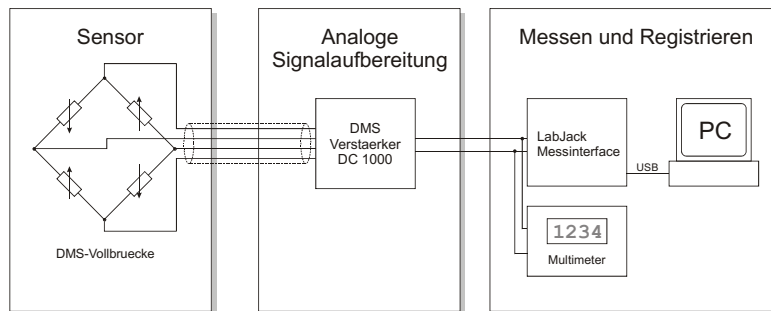 Sensor
DMS-Vollbruecke
Analoge
Signalaufbereitung
DMS
Verstaerker
DC 1000
Messen und Registrieren
LabJack
Messinterface
USB
PC
1234
Multimeter